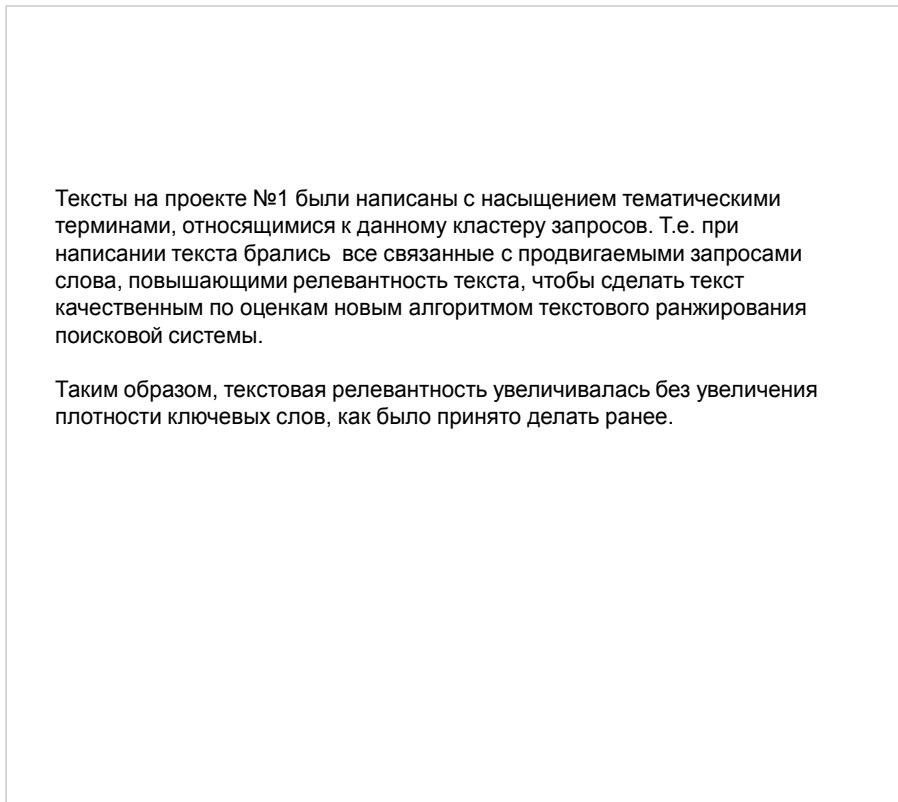 Тексты на проекте №1 были написаны с насыщением тематическими
терминами, относящимися к данному кластеру запросов. Т.е. при
написании текста брались  все связанные с продвигаемыми запросами
слова, повышающими релевантность текста, чтобы сделать текст
качественным по оценкам новым алгоритмом текстового ранжирования
поисковой системы.
Таким образом, текстовая релевантность увеличивалась без увеличения
плотности ключевых слов, как было принято делать ранее.